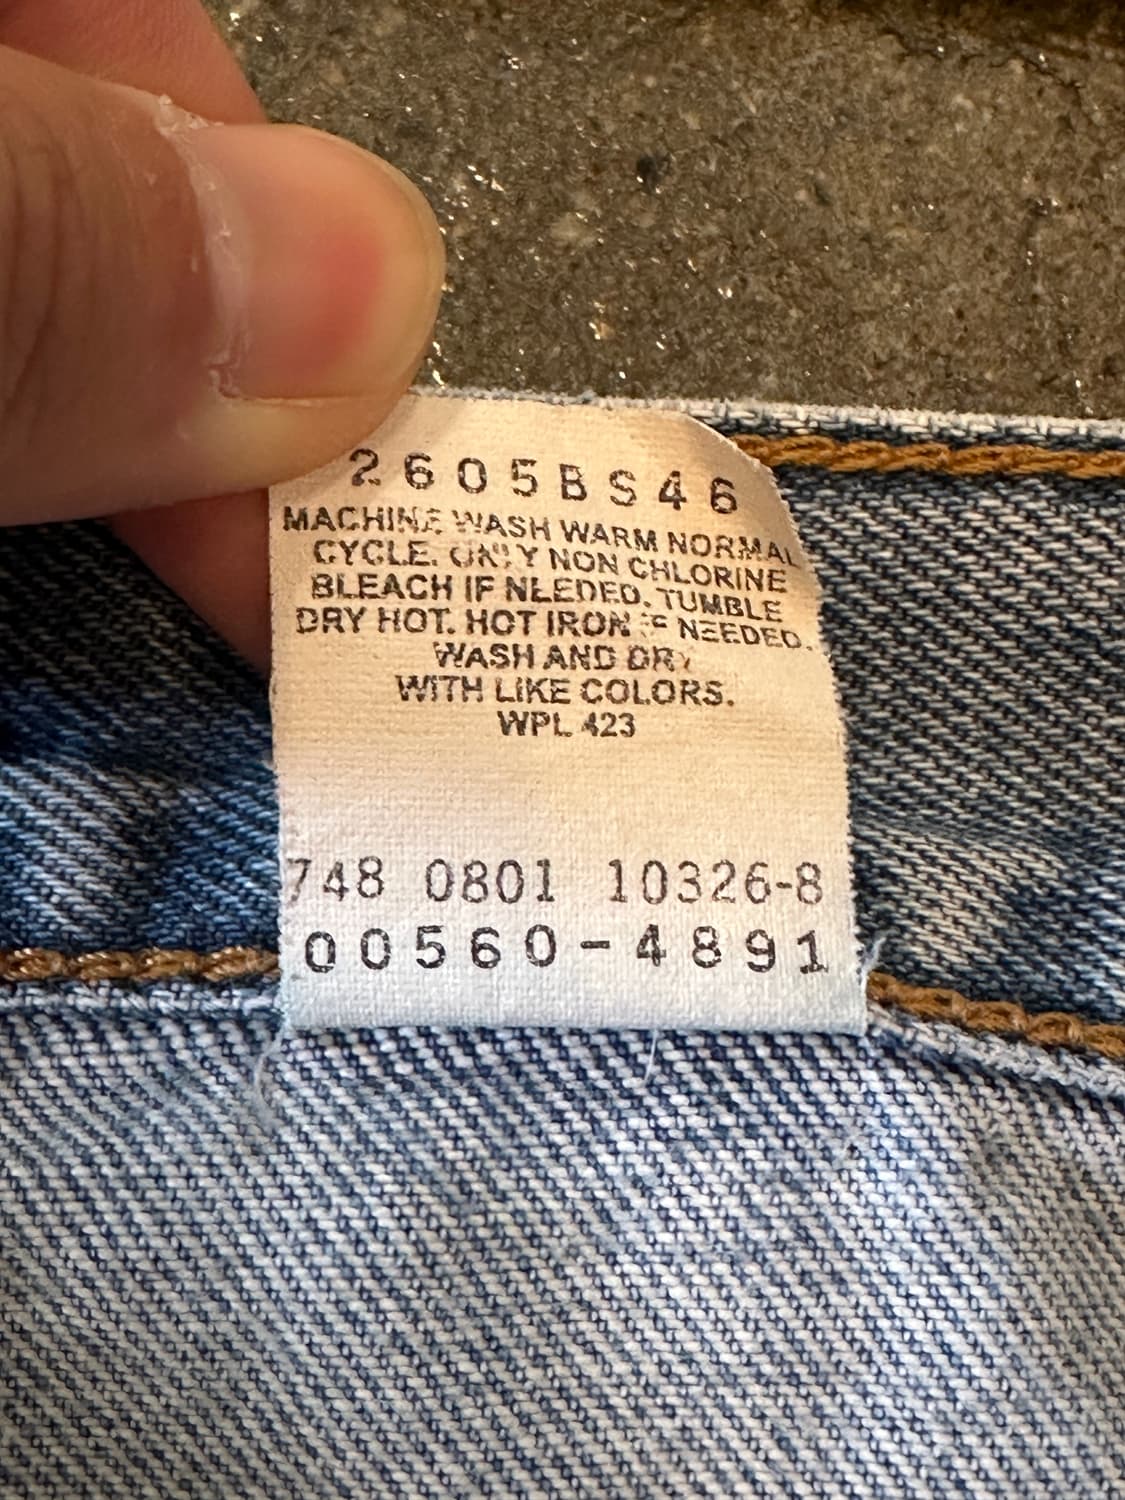 2605BS46
MACHINE WASH WARM NORMAL
CYCLE. ONLY NON CHLORINE
BLEACH IF NEEDED. TUMBLE
DRY HOT. HOT IRON IF NEEDED.
WASH AND DRY
WITH LIKE COLORS.
WPL 423
748 0801 10326-8
00560-4891